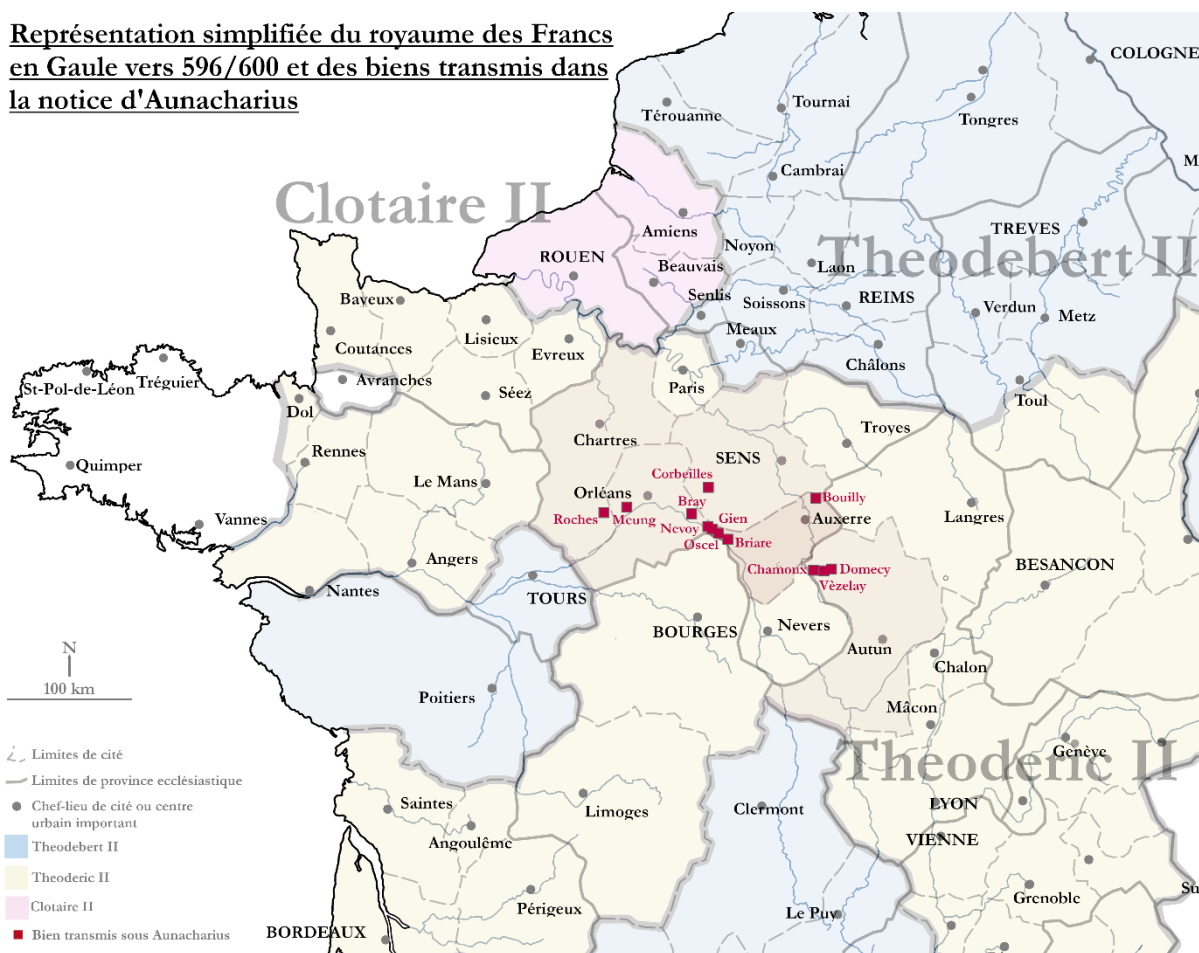 Représentation simplifiée du royaume des Francs
en Gaule vers 596/600 et des biens transmis dans
la notice d'Aunacharius
COLOGNE
Térouanne
Tournai
Tongres
Cambrai
M
Clotaire II
Amiens
Noyon
TREVES
Theodebert II
ROUEN
Beauvais
Laon
Senlis
Soissons
REIMS
Verdun
Metz
Bayeux
Lisieux
Evreux
Meaux
Châlons
Coutances
Paris
St-Pol-de-Léon
Tréguier
Avranches
Séez
Toul
Dol
Chartres
Troyes
Quimper
Rennes
SENS
Le Mans
Corbeilles
Orléans
Bray
Bouilly
Vannes
Roches
Meung
Gien
Auxerre
Langres
Nevoy
Oscel
Briare
Angers
Chamoux
Domecy
Vèzelay
BESANCON
Nantes
TOURS
BOURGES
Nevers
Autun
N
100 km
Chalon
Poitiers
Mâcon
Theoderic II
Genève
Limites de cité
Limites de province ecclésiastique
Chef-lieu de cité ou centre
urbain important
Theodebert II
Theoderic II
Clotaire II
Bien transmis sous Aunacharius
Saintes
Angoulême
Limoges
Clermont
LYON
VIENNE
Périgeux
Grenoble
Su
Le Puy
BORDEAUX